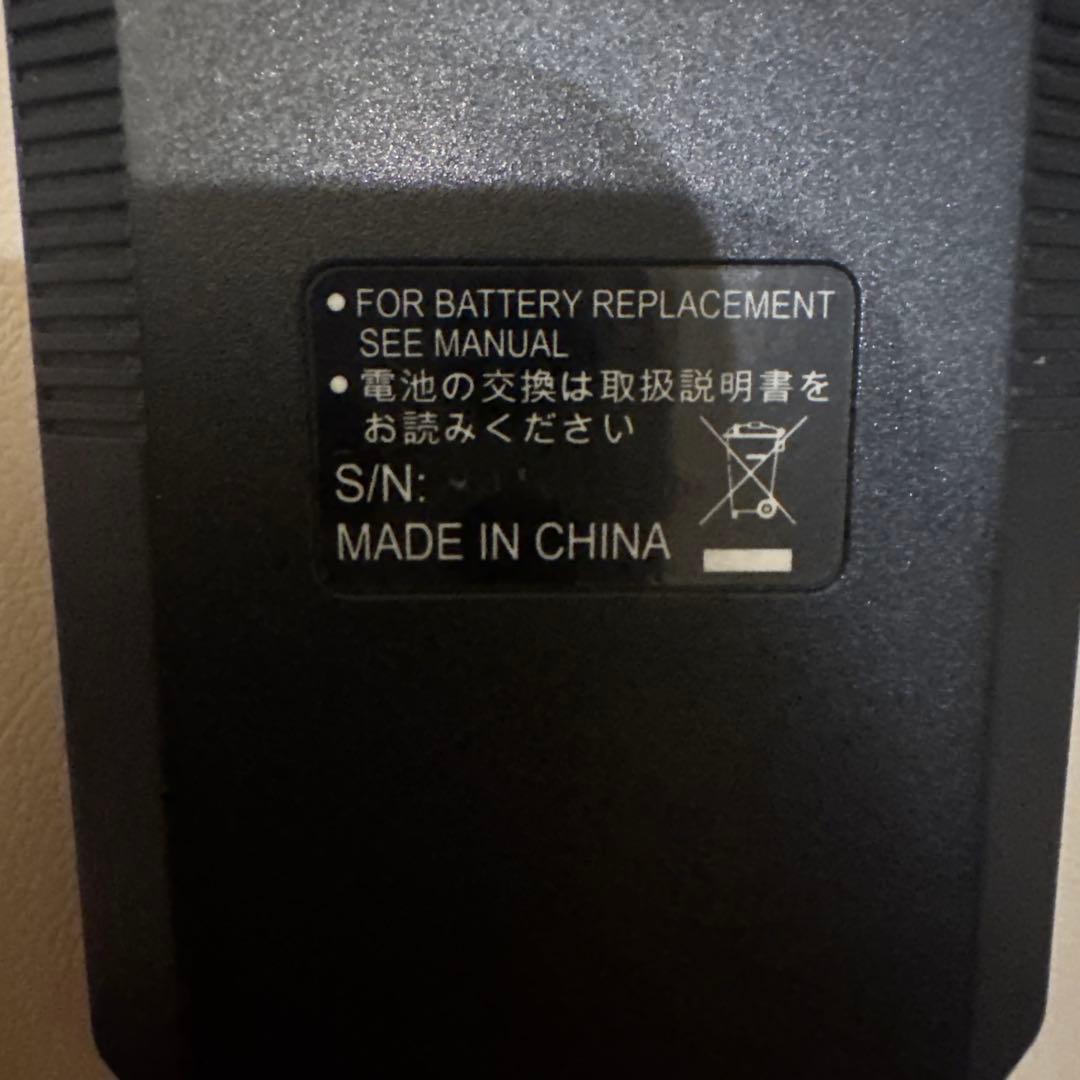 ● FOR BATTERY REPLACEMENT
SEE MANUAL
● 電池の交換は取扱説明書を
お読みください
S/N:
MADE IN CHINA